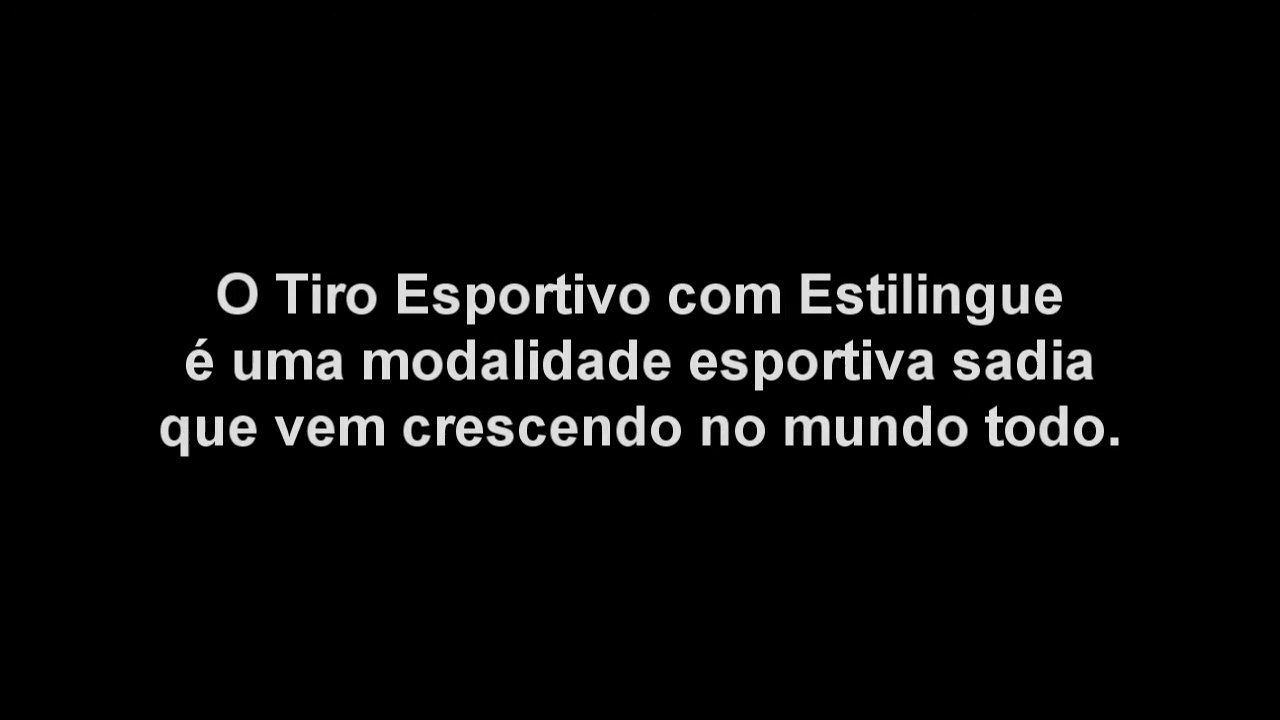 O Tiro Esportivo com Estilingue
é uma modalidade esportiva sadia
que vem crescendo no mundo todo.